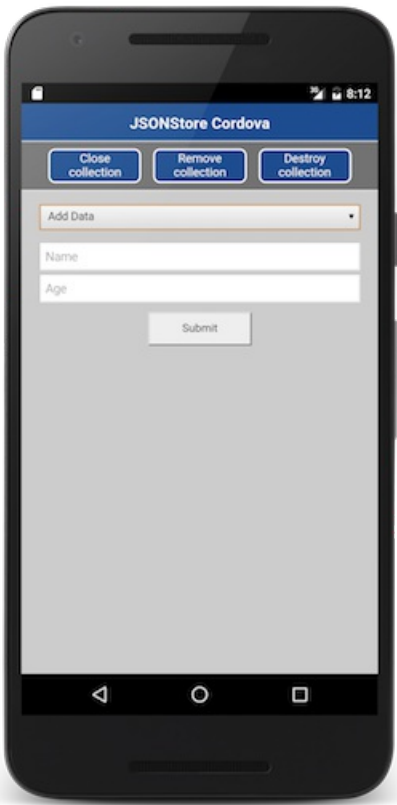 8:12
JSONStore Cordova
Close
collection
Remove
collection
Destroy
collection
Add Data
Name
Age
Submit